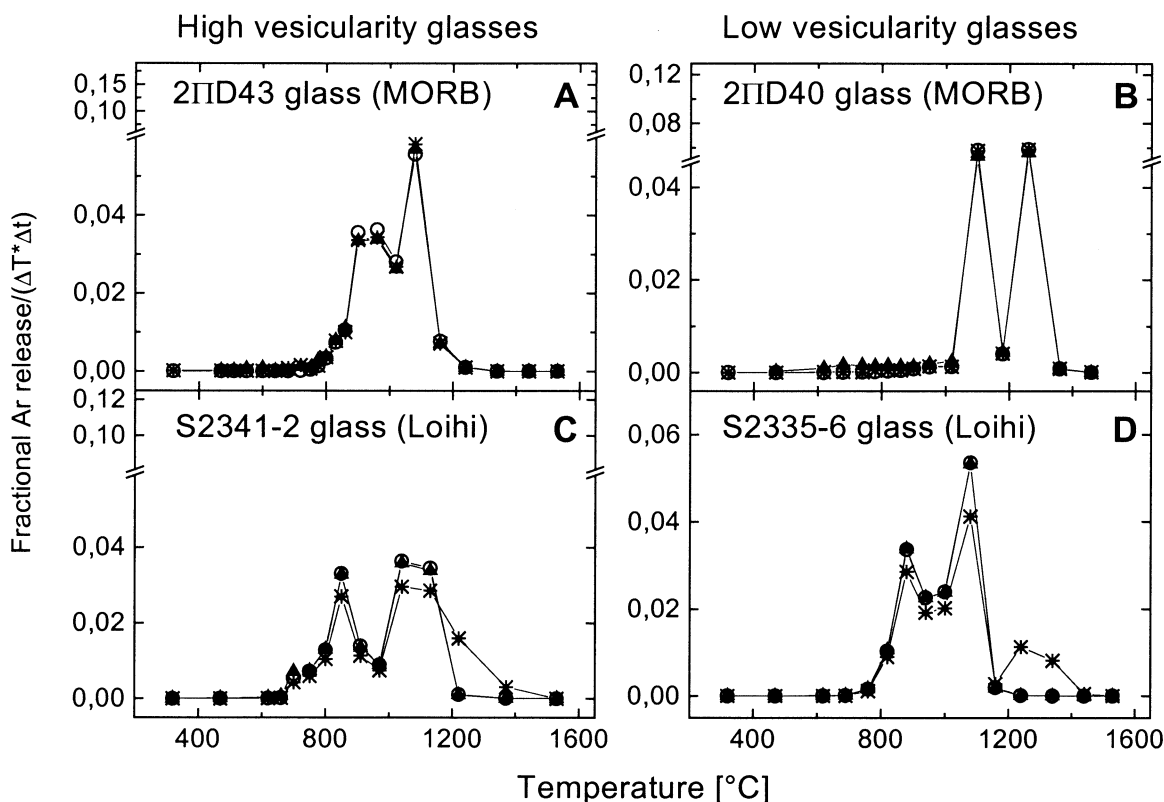 High vesicularity glasses
Low vesicularity glasses
Fractional Ar release/(ΔT*Δt)
0,15
0,10
0,04
0,02
0,00
2ΠD43 glass (MORB) A
0,12
0,08
0,04
0,02
0,00
2ΠD40 glass (MORB) B
0,12
0,10
0,04
0,02
0,00
S2341-2 glass (Loihi) C
400 800 1200 1600
0,06
0,04
0,02
0,00
S2335-6 glass (Loihi) D
400 800 1200 1600
Temperature [°C]